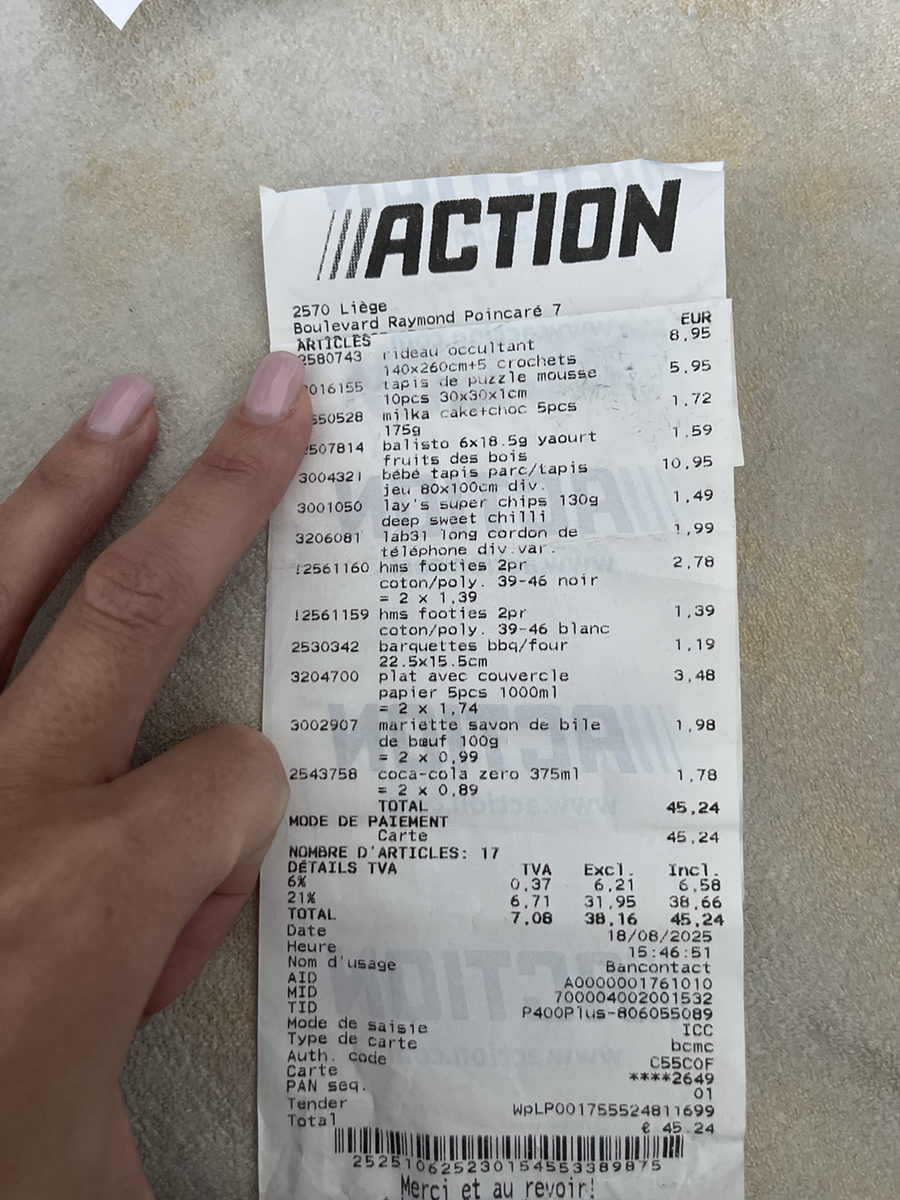 ACTION
2570 Liège
Boulevard Raymond Poincaré 7
ARTICLES EUR
2580743 rideau occultant 8,95
140x260cm+5 crochets
016155 tapis de puzzle mousse 5,95
10pcs 30x30x1cm
550528 milka cake+choc 5pcs 1,72
175g
2507814 balisto 6x18.5g yaourt 1,59
fruits des bois
3004321 bébé tapis parc/tapis 10,95
jeu 80x100cm div.
3001050 lay's super chips 130g 1,49
deep sweet chilli
3206081 lab31 long cordon de 1,99
téléphone div.var.
!2561160 hms footies 2pr 2,78
coton/poly. 39-46 noir
= 2 x 1,39
!2561159 hms footies 2pr 1,39
coton/poly. 39-46 blanc
2530342 barquettes bbq/four 1,19
22.5x15.5cm
3204700 plat avec couvercle 3,48
papier 5pcs 1000ml
= 2 x 1,74
3002907 mariette savon de bile 1,98
de bœuf 100g
= 2 x 0,99
2543758 coca-cola zero 375ml 1,78
= 2 x 0,89
TOTAL 45,24
MODE DE PAIEMENT
Carte 45,24
NOMBRE D'ARTICLES: 17
DÉTAILS TVA TVA Excl. Incl.
6% 0,37 6,21 6,58
21% 6,71 31,95 38,66
TOTAL 7,08 38,16 45,24
Date 18/08/2025
Heure 15:46:51
Nom d'usage Bancontact
AID A0000001761010
MID 700004002001532
TID P400Plus-806055089
Mode de saisie ICC
Type de carte bcmc
Auth. code C55C0F
Carte ****2649
PAN seq. 01
Tender WpLP001755524811699
Total € 45.24
2525106252301545533898​75
Merci et au revoir!